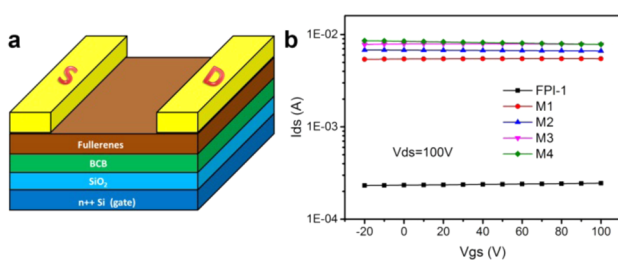 a
S
D
Fullerenes
BCB
SiO₂
n++ Si (gate)
b
Ids (A)
1E-02
1E-03
1E-04
FPI-1
M1
M2
M3
M4
Vds=100V
-20 0 20 40 60 80 100
Vgs (V)